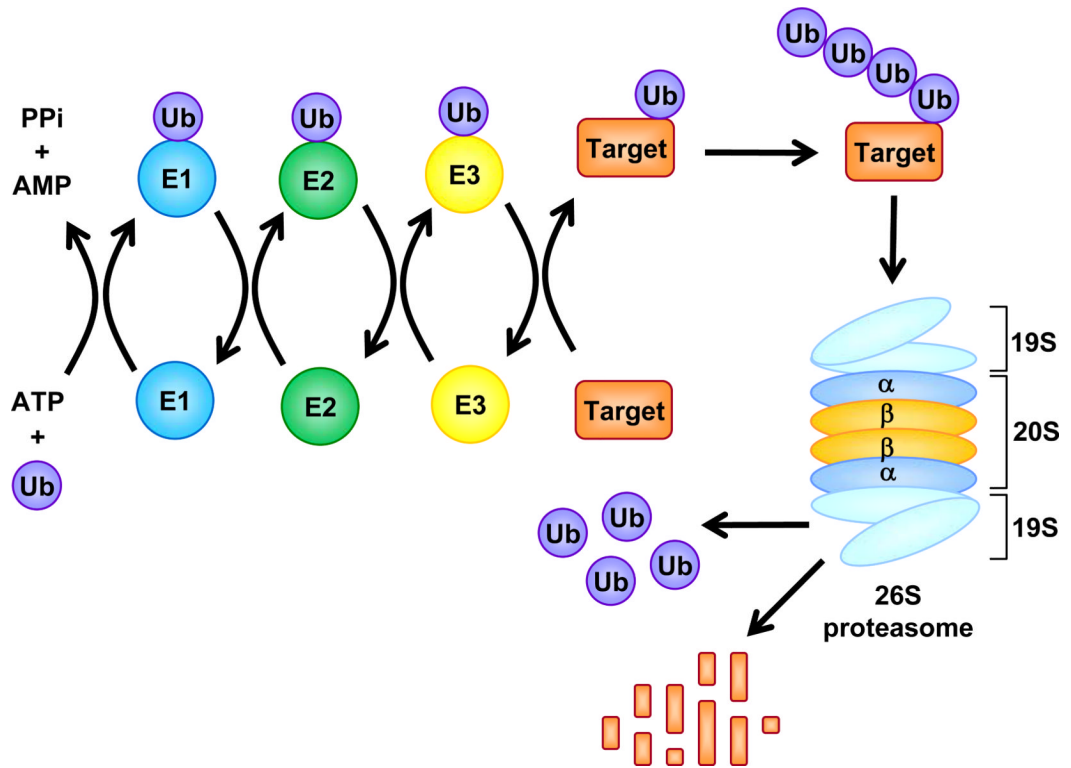 PPi
+
AMP
Ub
E1
Ub
E2
Ub
E3
Ub
Target
Ub
Ub
Ub
Ub
Target
ATP
+
Ub
E1
E2
E3
Target
19S
α
β
β
α
20S
19S
26S
proteasome
Ub
Ub
Ub
Ub